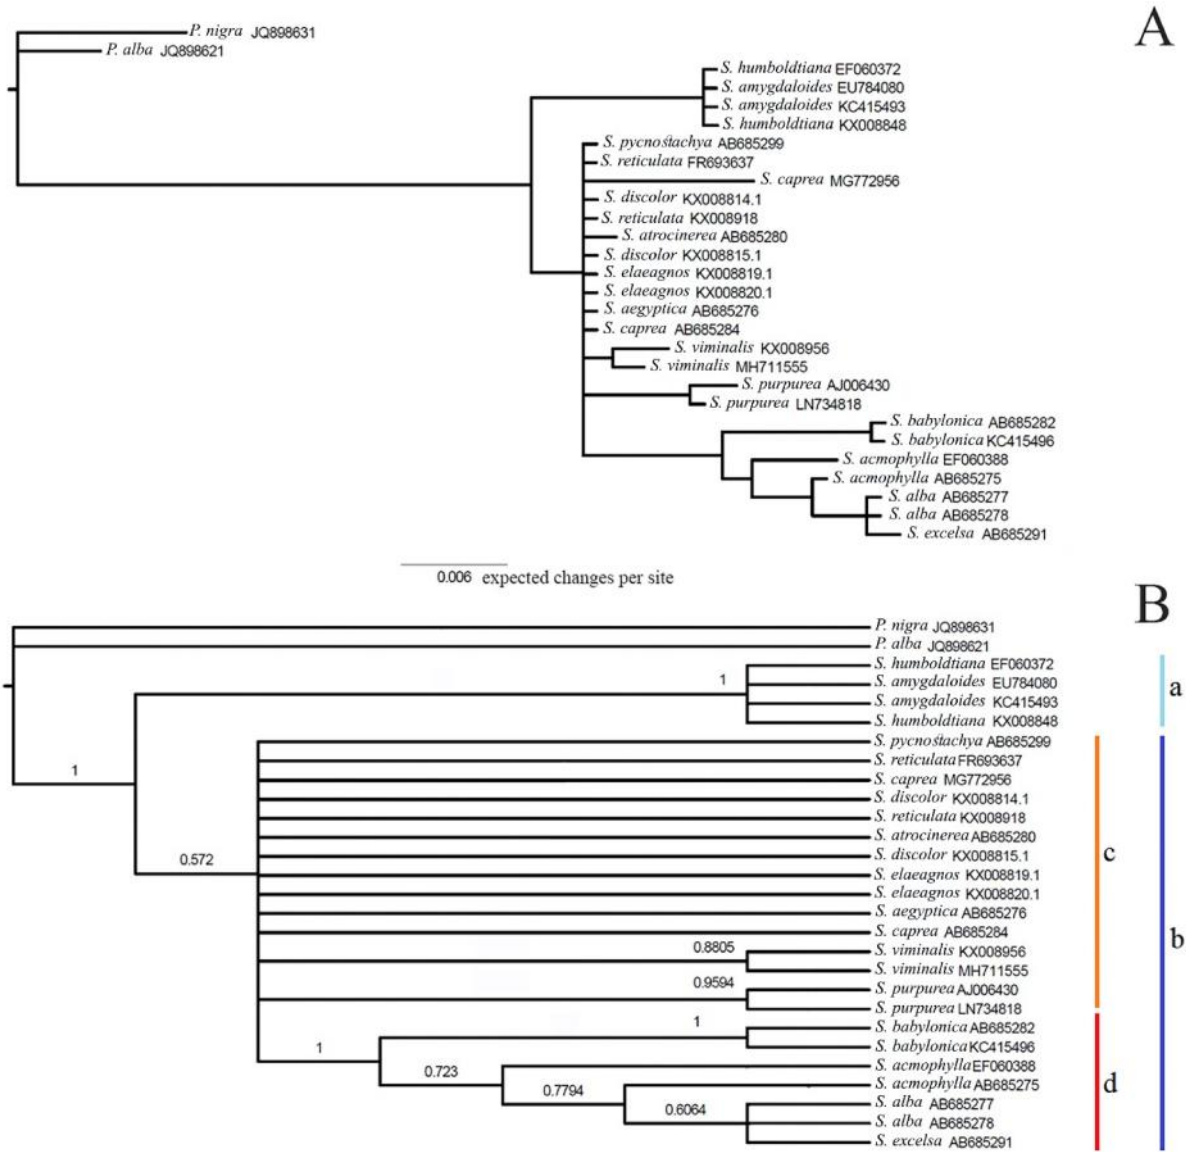 A
P. nigra JQ898631
P. alba JQ898621
S. humboldtiana EF060372
S. amygdaloides EU784080
S. amygdaloides KC415493
S. humboldtiana KX008848
S. pycnostachya AB685299
S. reticulata FR693637
S. caprea MG772956
S. discolor KX008814.1
S. reticulata KX008918
S. atrocinerea AB685280
S. discolor KX008815.1
S. elaeagnos KX008819.1
S. elaeagnos KX008820.1
S. aegyptica AB685276
S. caprea AB685284
S. viminalis KX008956
S. viminalis MH711555
S. purpurea AJ006430
S. purpurea LN734818
S. babylonica AB685282
S. babylonica KC415496
S. acmophylla EF060388
S. acmophylla AB685275
S. alba AB685277
S. alba AB685278
S. excelsa AB685291
0.006 expected changes per site
B
P. nigra JQ898631
P. alba JQ898621
S. humboldtiana EF060372
1 S. amygdaloides EU784080
a
S. amygdaloides KC415493
S. humboldtiana KX008848
S. pycnostachya AB685299
S. reticulata FR693637
1
S. caprea MG772956
S. discolor KX008814.1
S. reticulata KX008918
S. atrocinerea AB685280
S. discolor KX008815.1
c
0.572
S. elaeagnos KX008819.1
S. elaeagnos KX008820.1
S. aegyptica AB685276
S. caprea AB685284
b
0.8805
S. viminalis KX008956
S. viminalis MH711555
0.9594
S. purpurea AJ006430
S. purpurea LN734818
1
S. babylonica AB685282
S. babylonica KC415496
1
S. acmophylla EF060388
0.723
S. acmophylla AB685275
d
0.7794
S. alba AB685277
0.6064
S. alba AB685278
S. excelsa AB685291